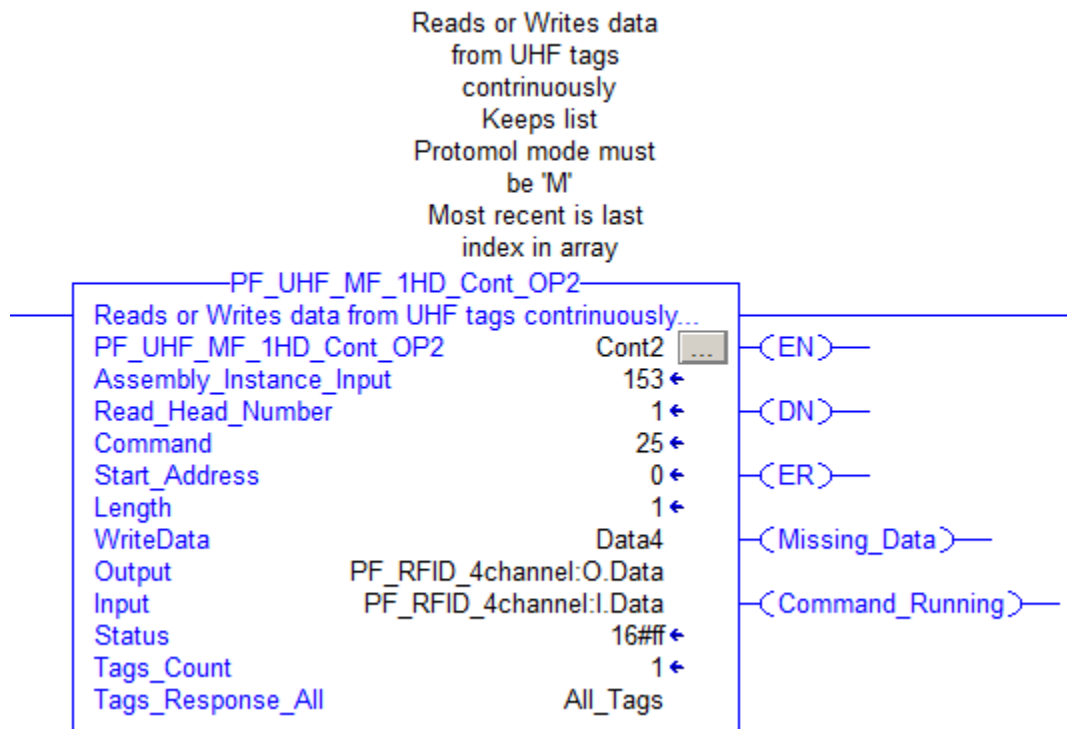 Reads or Writes data
from UHF tags
contrinuously
Keeps list
Protomol mode must
be 'M'
Most recent is last
index in array
PF_UHF_MF_1HD_Cont_OP2
Reads or Writes data from UHF tags contrinuously...
PF_UHF_MF_1HD_Cont_OP2 Cont2 ... EN
Assembly_Instance_Input 153
Read_Head_Number 1 DN
Command 25
Start_Address 0 ER
Length 1
WriteData Data4 Missing_Data
Output PF_RFID_4channel:O.Data
Input PF_RFID_4channel:I.Data Command_Running
Status 16#ff
Tags_Count 1
Tags_Response_All All_Tags